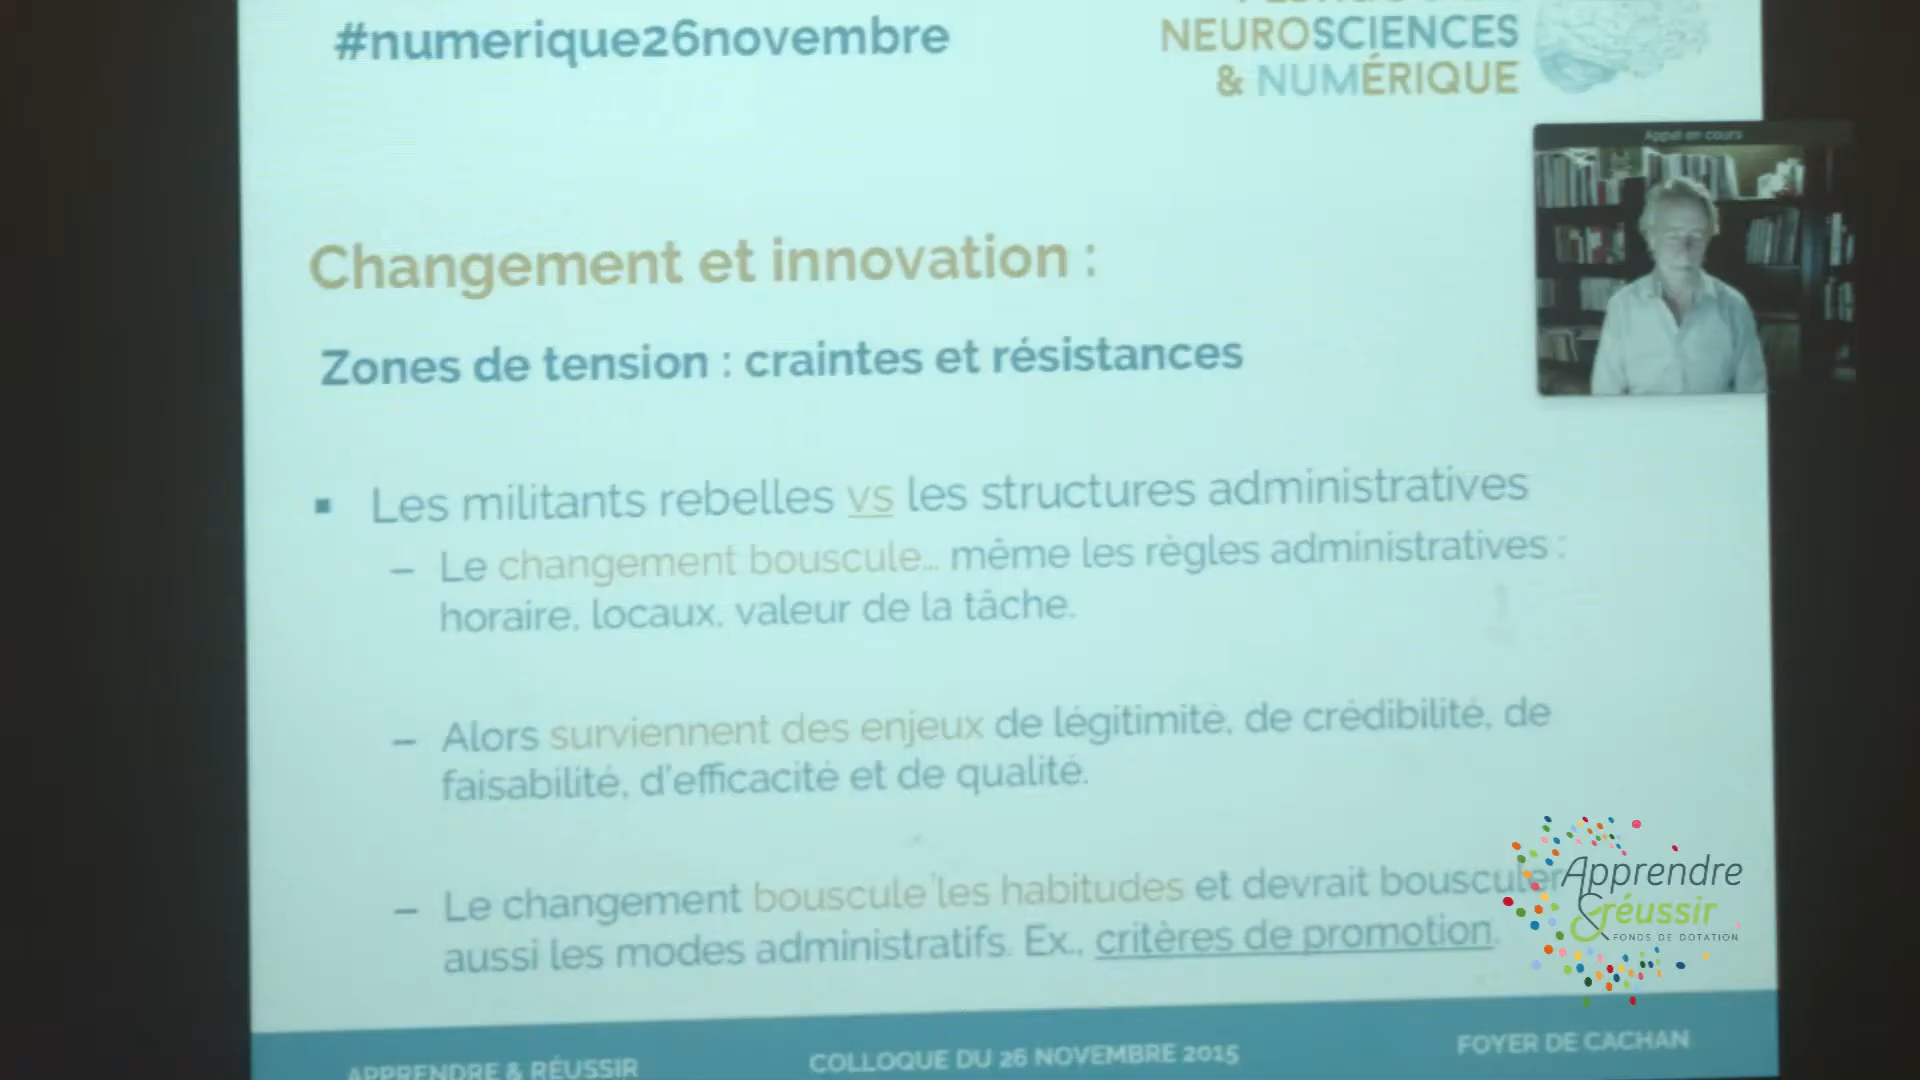 #numerique26novembre
NEUROSCIENCES
& NUMÉRIQUE
Appel en cours
Changement et innovation :
Zones de tension : craintes et résistances
▪ Les militants rebelles vs les structures administratives
– Le changement bouscule... même les règles administratives :
horaire, locaux, valeur de la tâche.
– Alors surviennent des enjeux de légitimité, de crédibilité, de
faisabilité, d'efficacité et de qualité.
– Le changement bouscule les habitudes et devrait bousculer
aussi les modes administratifs. Ex., critères de promotion.
Apprendre
& réussir
FONDS DE DOTATION
APPRENDRE & RÉUSSIR
COLLOQUE DU 26 NOVEMBRE 2015
FOYER DE CACHAN